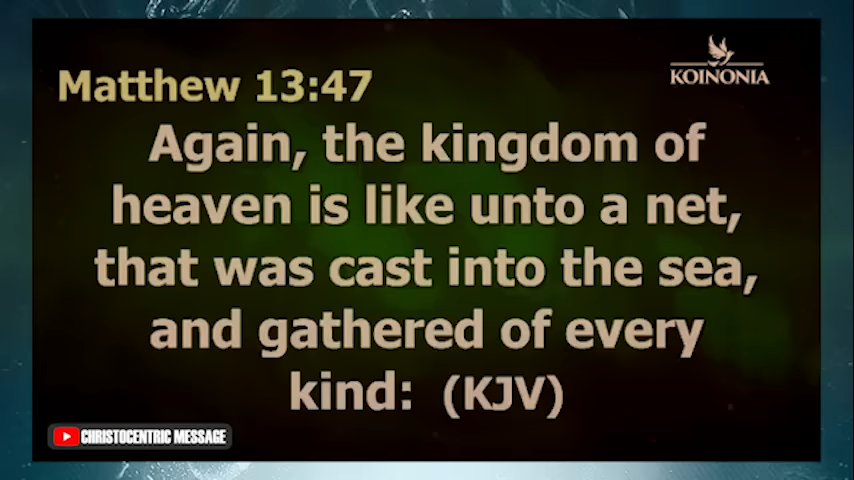 KOINONIA
Matthew 13:47
Again, the kingdom of
heaven is like unto a net,
that was cast into the sea,
and gathered of every
kind: (KJV)
CHRISTOCENTRIC MESSAGE